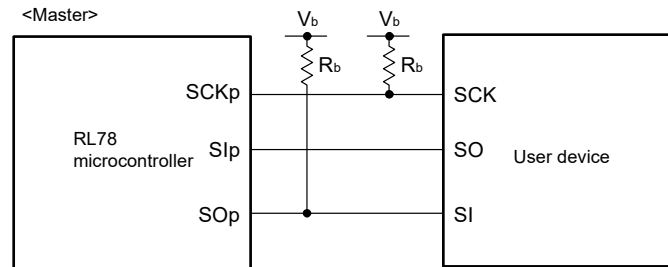 <Master>
Vb
Vb
Rb
Rb
SCKp
SCK
RL78
microcontroller
SIp
SO
User device
SOp
SI